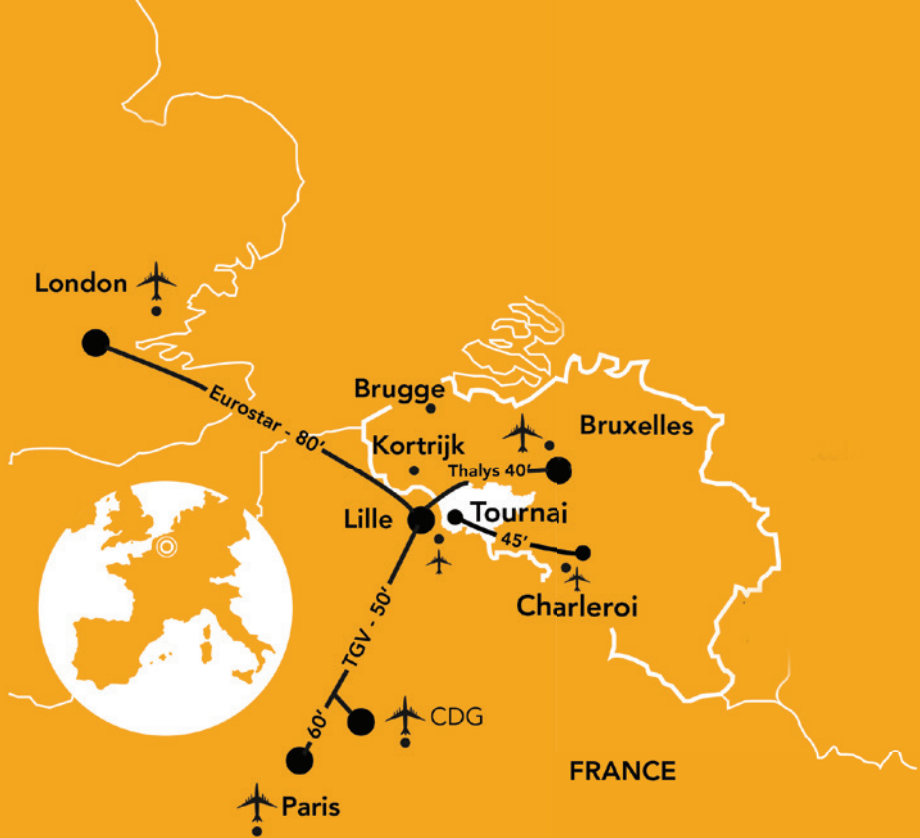 London
Eurostar - 80'
Brugge
Bruxelles
Kortrijk
Thalys 40'
Lille
Tournai
45'
Charleroi
TGV - 50'
60'
CDG
FRANCE
Paris